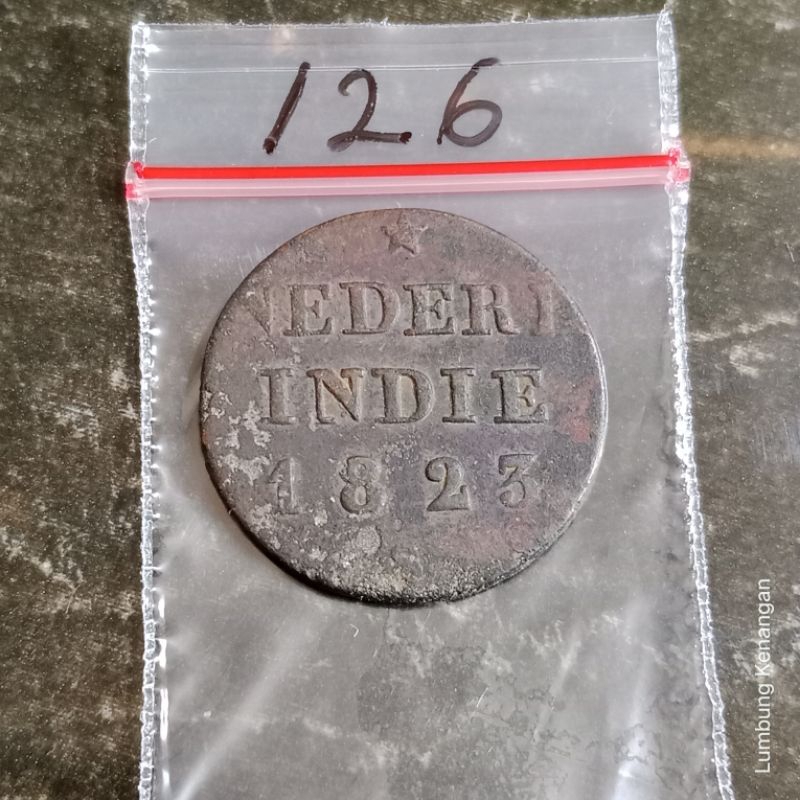 126
NEDERL
INDIE
1823
Lumbung Kenangan